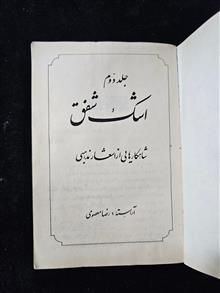 جلد دوم
اشک شفق
شاهکارهایی از اشعار مذهبی
آراسته : رضا معصومی